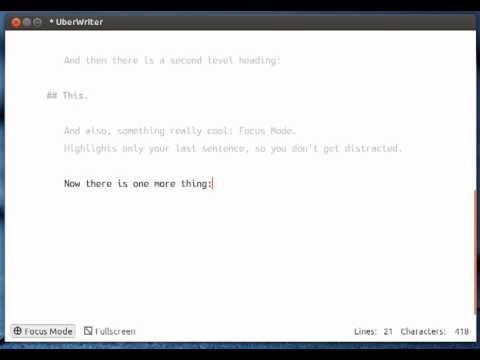 * UberWriter
And then there is a second level heading:
## This.
And also, something really cool: Focus Mode.
Highlights only your last sentence, so you don't get distracted.
Now there is one more thing:
Focus Mode Fullscreen Lines: 21 Characters: 418